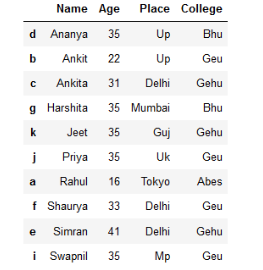 Name Age Place College
d Ananya 35 Up Bhu
b Ankit 22 Up Geu
c Ankita 31 Delhi Gehu
g Harshita 35 Mumbai Bhu
k Jeet 35 Guj Gehu
j Priya 35 Uk Geu
a Rahul 16 Tokyo Abes
f Shaurya 33 Delhi Geu
e Simran 41 Delhi Gehu
i Swapnil 35 Mp Geu